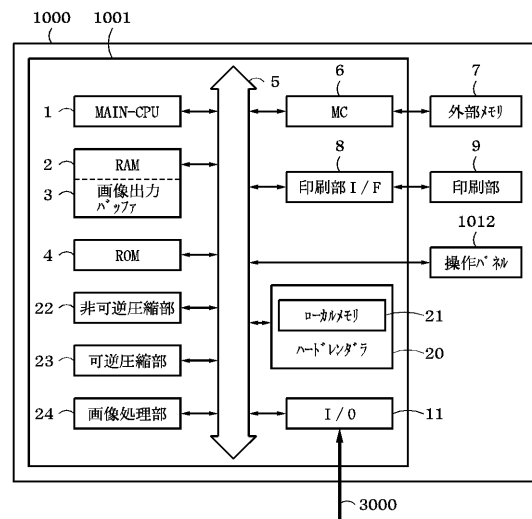 1000
1001
5
1
MAIN-CPU
6
MC
7
外部メモリ
2
RAM
3
画像出力
バッファ
8
印刷部I/F
9
印刷部
1012
操作パネル
4
ROM
22
非可逆圧縮部
ローカルメモリ
21
ハードレンダラ
20
23
可逆圧縮部
24
画像処理部
I/O
11
3000